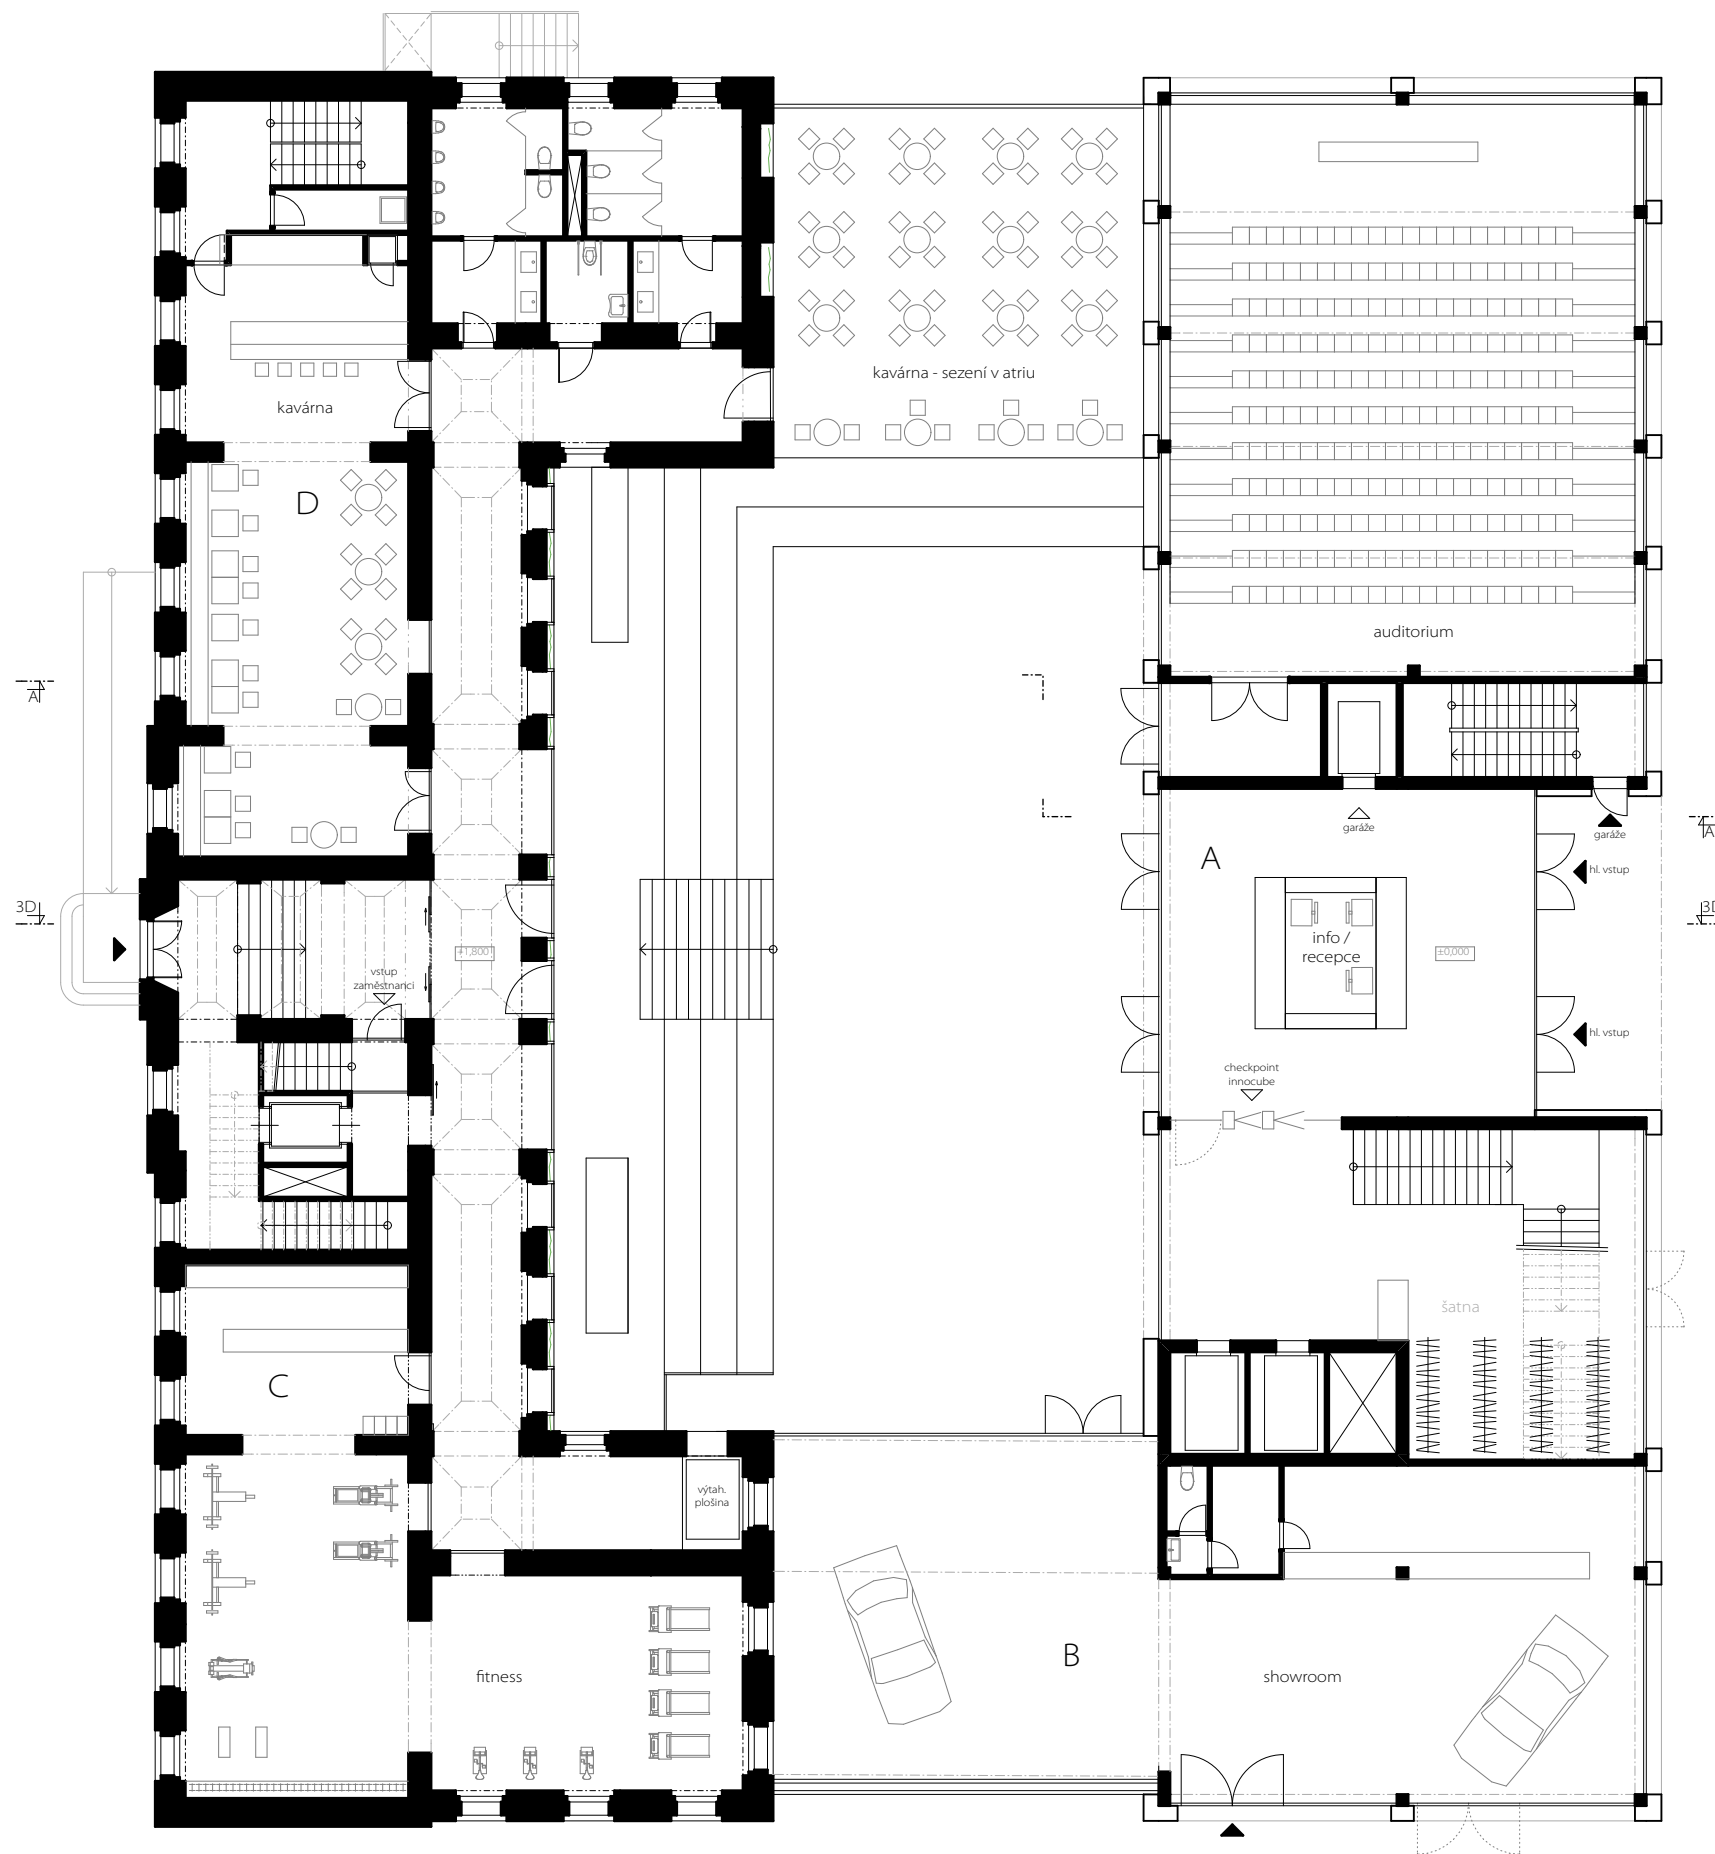 kavárna - sezení v atriu
kavárna
D
auditorium
A
A
garáže
garáže
A
hl. vstup
3D
3D
info /
recepce
+1,800
±0,000
vstup
zaměstnanci
hl. vstup
checkpoint
innocube
šatna
C
výtah.
plošina
B
fitness
showroom